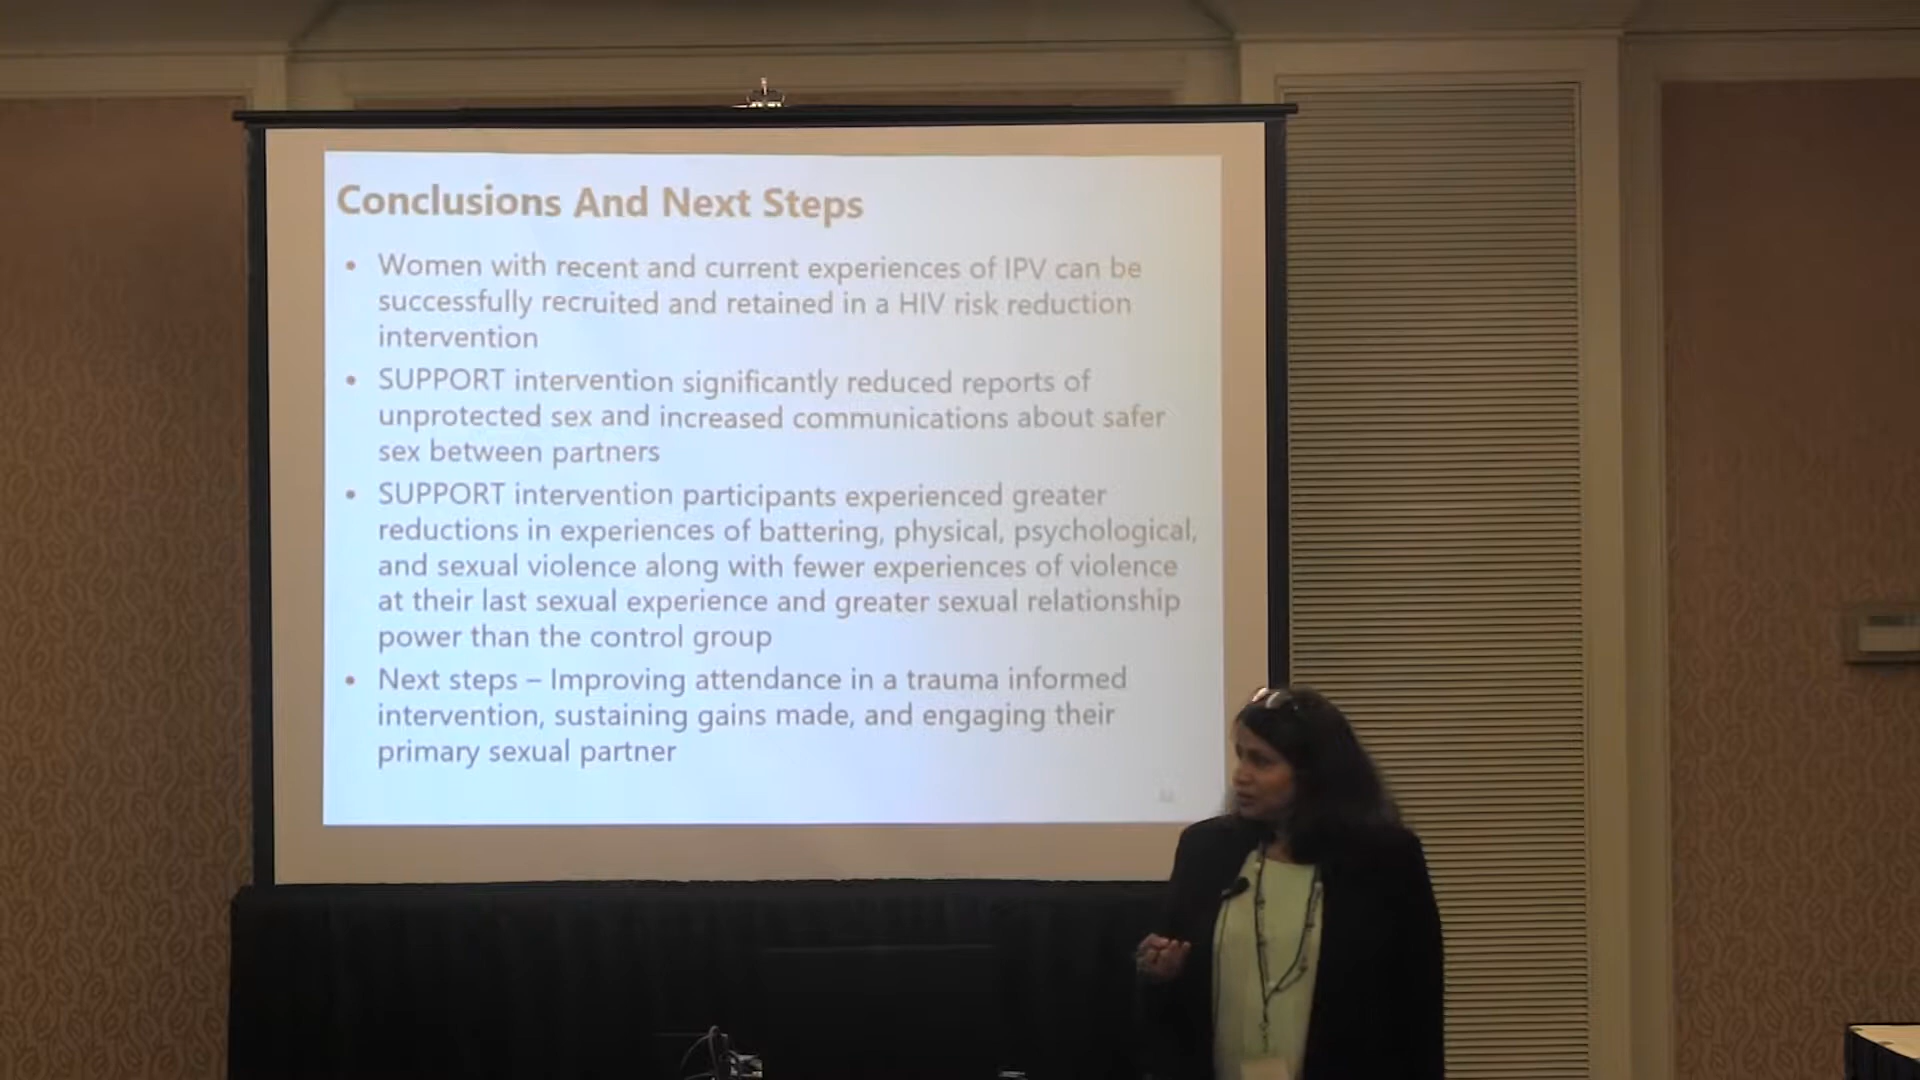 Conclusions And Next Steps
• Women with recent and current experiences of IPV can be
successfully recruited and retained in a HIV risk reduction
intervention
• SUPPORT intervention significantly reduced reports of
unprotected sex and increased communications about safer
sex between partners
• SUPPORT intervention participants experienced greater
reductions in experiences of battering, physical, psychological,
and sexual violence along with fewer experiences of violence
at their last sexual experience and greater sexual relationship
power than the control group
• Next steps – Improving attendance in a trauma informed
intervention, sustaining gains made, and engaging their
primary sexual partner